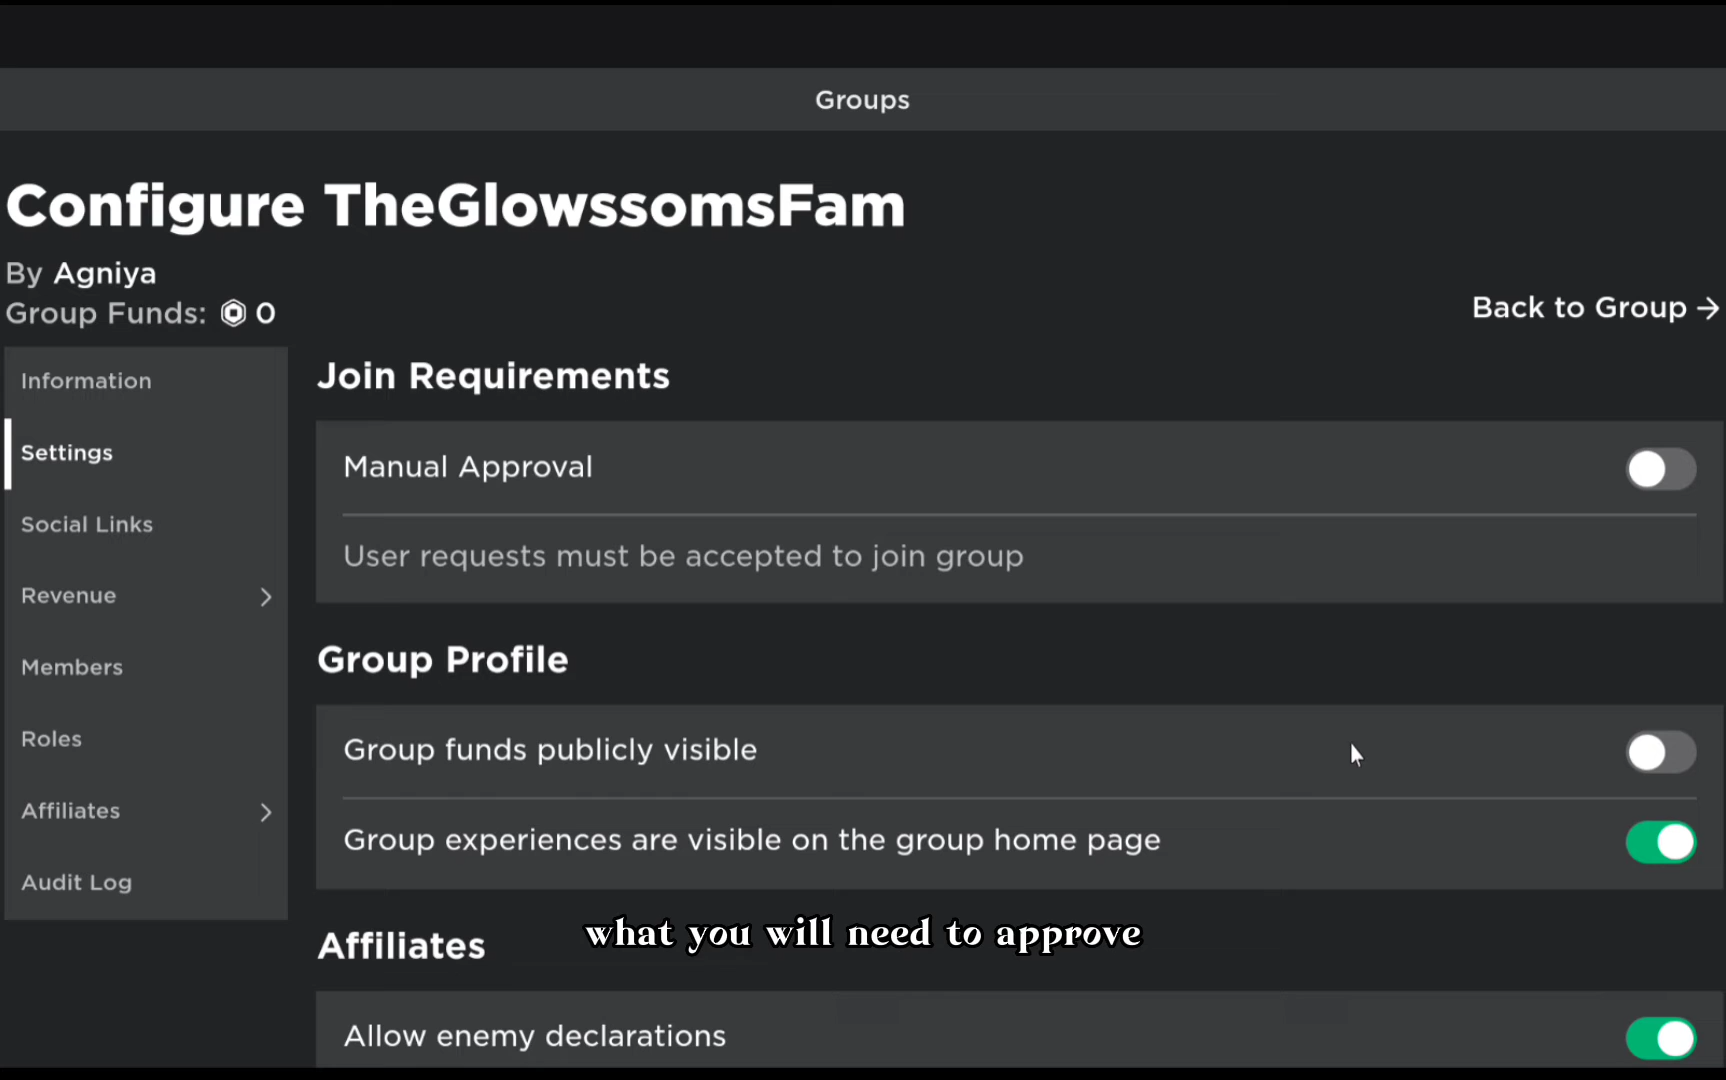 Groups
Configure TheGlowssomsFam
By Agniya
Group Funds: 0
Back to Group →
Information
Settings
Social Links
Revenue
Members
Roles
Affiliates
Audit Log
Join Requirements
Manual Approval
User requests must be accepted to join group
Group Profile
Group funds publicly visible
Group experiences are visible on the group home page
Affiliates
what you will need to approve
Allow enemy declarations